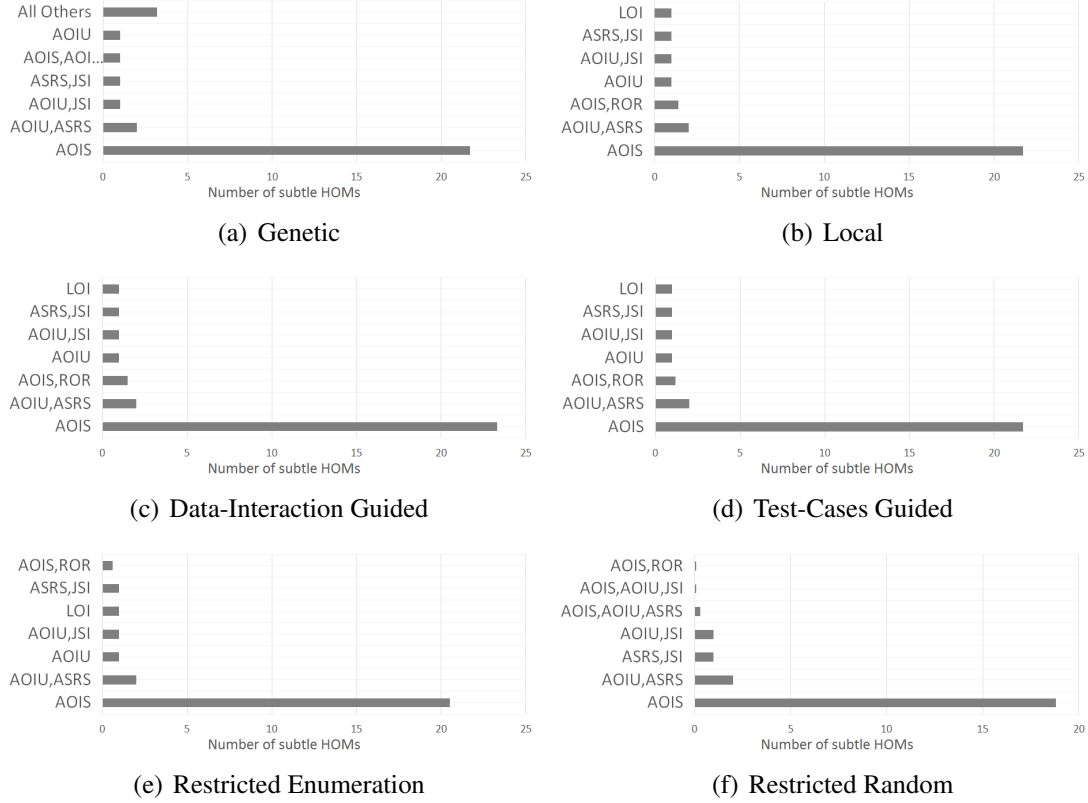 All Others
AOIU
AOIS,AOI...
ASRS,JSI
AOIU,JSI
AOIU,ASRS
AOIS
0 5 10 15 20 25
Number of subtle HOMs
(a) Genetic
LOI
ASRS,JSI
AOIU,JSI
AOIU
AOIS,ROR
AOIU,ASRS
AOIS
0 5 10 15 20 25
Number of subtle HOMs
(b) Local
LOI
ASRS,JSI
AOIU,JSI
AOIU
AOIS,ROR
AOIU,ASRS
AOIS
0 5 10 15 20 25
Number of subtle HOMs
(c) Data-Interaction Guided
LOI
ASRS,JSI
AOIU,JSI
AOIU
AOIS,ROR
AOIU,ASRS
AOIS
0 5 10 15 20 25
Number of subtle HOMs
(d) Test-Cases Guided
AOIS,ROR
ASRS,JSI
LOI
AOIU,JSI
AOIU
AOIU,ASRS
AOIS
0 5 10 15 20 25
Number of subtle HOMs
(e) Restricted Enumeration
AOIS,ROR
AOIS,AOIU,JSI
AOIS,AOIU,ASRS
AOIU,JSI
ASRS,JSI
AOIU,ASRS
AOIS
0 5 10 15 20
Number of subtle HOMs
(f) Restricted Random